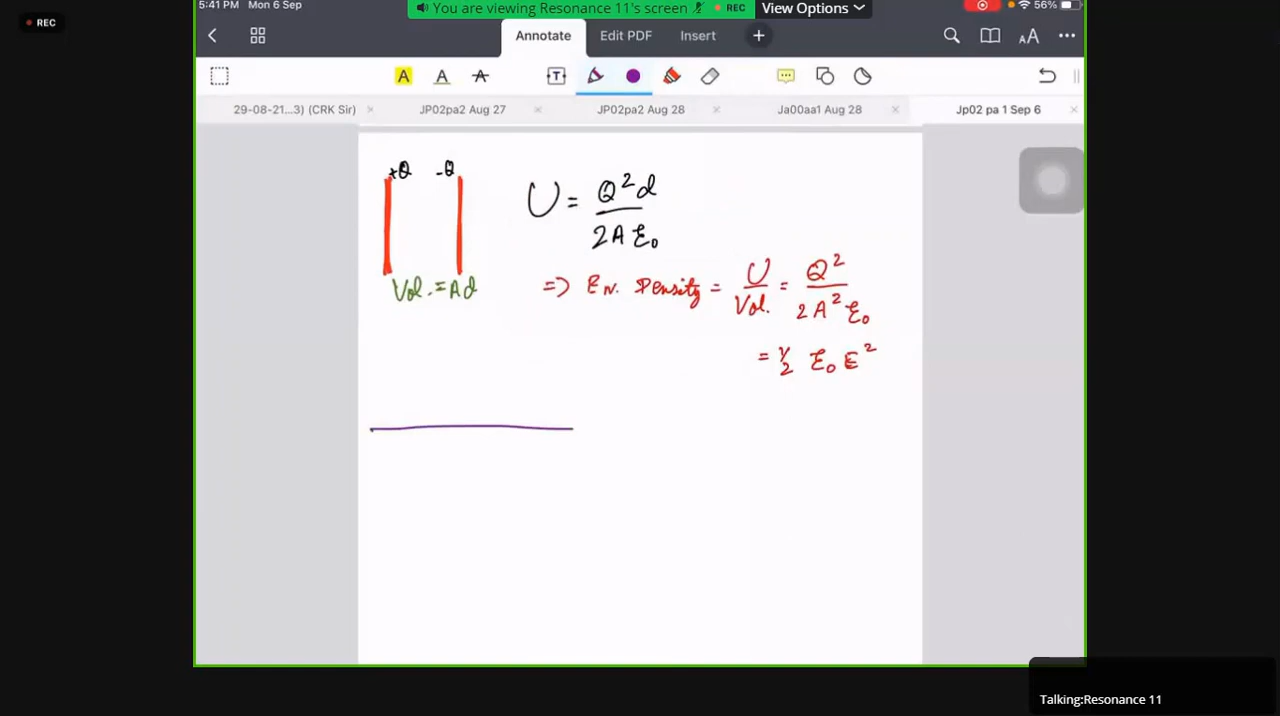 5:41 PM Mon 6 Sep
You are viewing Resonance 11's screen REC
View Options
56%
REC
Annotate Edit PDF Insert +
AA
A A A T
29-08-21...3) (CRK Sir) × JP02pa2 Aug 27 × JP02pa2 Aug 28 × Ja00aa1 Aug 28 × Jp02 pa 1 Sep 6 ×
+Q -Q
U = Q²d / 2Aε₀
Vol. = Ad
=> En. Density = U / Vol. = Q² / 2A²ε₀
= 1/2 ε₀E²
Talking:Resonance 11